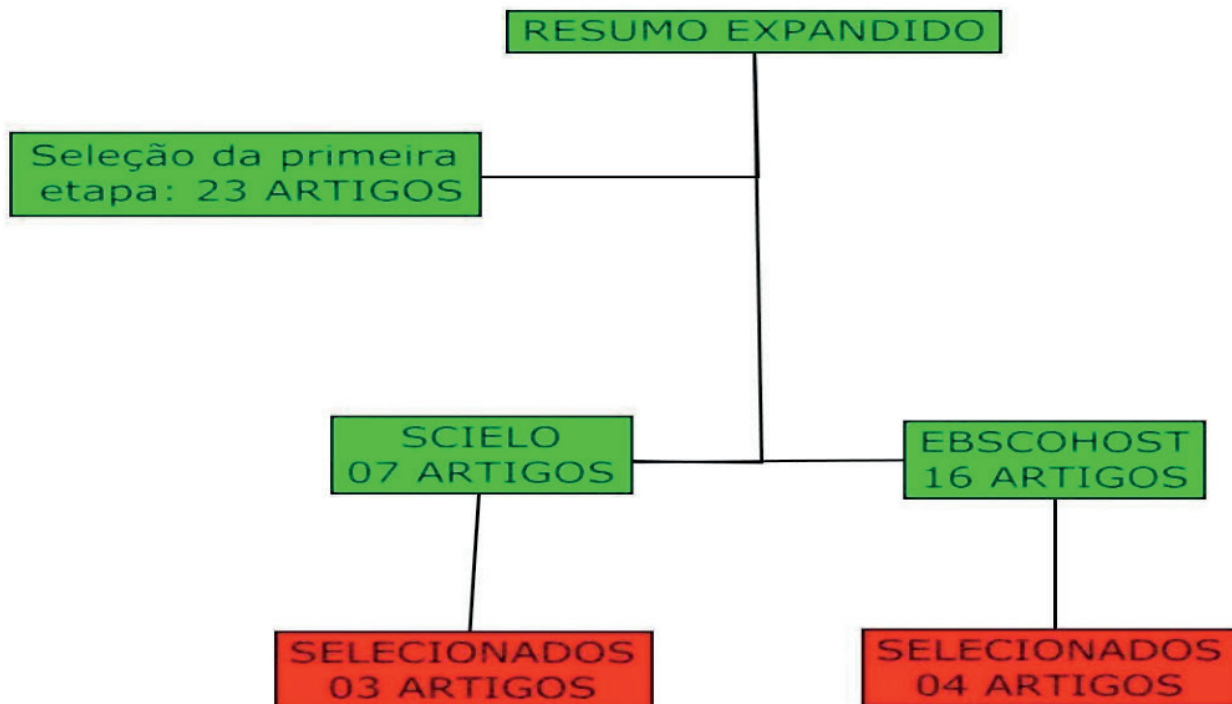 RESUMO EXPANDIDO
Seleção da primeira
etapa: 23 ARTIGOS
SCIELO
07 ARTIGOS
EBSCOHOST
16 ARTIGOS
SELECIONADOS
03 ARTIGOS
SELECIONADOS
04 ARTIGOS